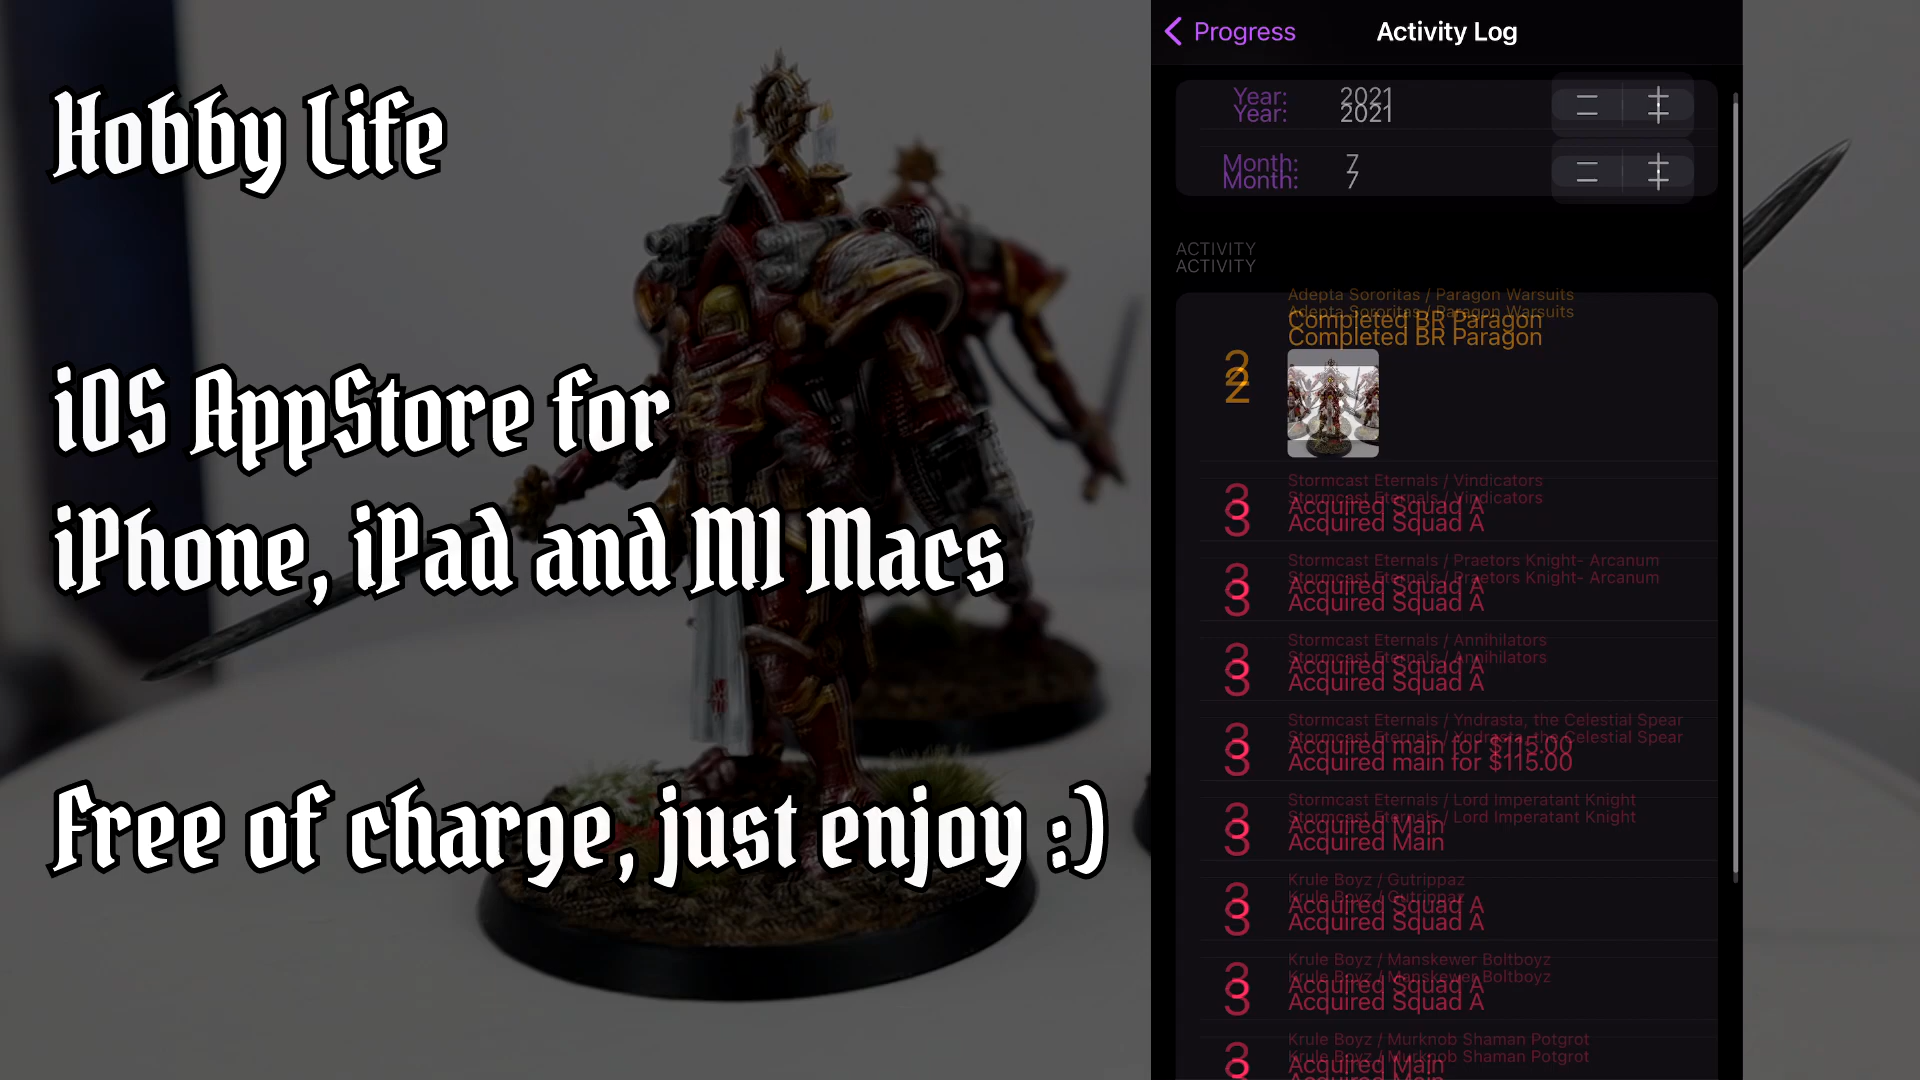 Hobby Life
iOS AppStore for
iPhone, iPad and M1 Macs
Free of charge, just enjoy :)
Progress
Activity Log
Year: 2021
Month: 7
ACTIVITY
Adepta Sororitas / Paragon Warsuits
2 Completed BR Paragon
Stormcast Eternals / Vindicators
3 Acquired Squad A
Stormcast Eternals / Praetors Knight- Arcanum
3 Acquired Squad A
Stormcast Eternals / Annihilators
3 Acquired Squad A
Stormcast Eternals / Yndrasta, the Celestial Spear
3 Acquired main for $115.00
Stormcast Eternals / Lord Imperatant Knight
3 Acquired Main
Krule Boyz / Gutrippaz
3 Acquired Squad A
Krule Boyz / Manskewer Boltboyz
3 Acquired Squad A
Krule Boyz / Murknob Shaman Potgrot
3 Acquired Main